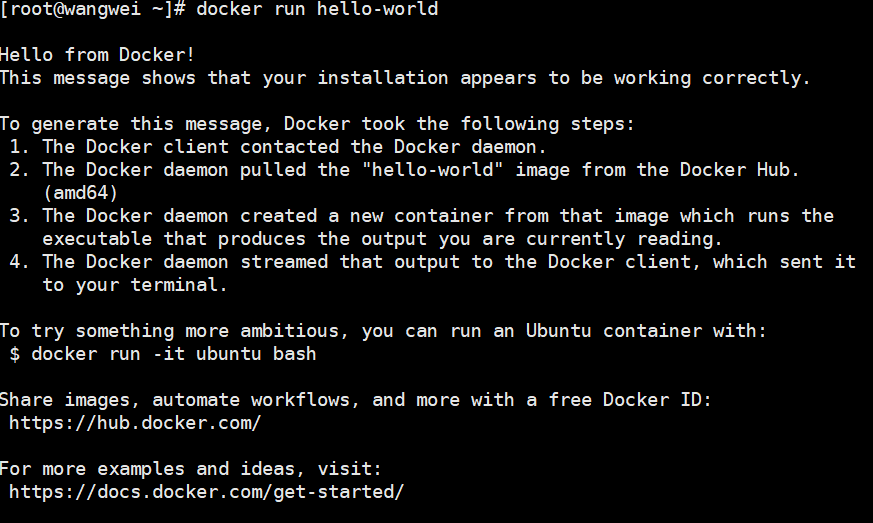 [root@wangwei ~]# docker run hello-world
Hello from Docker!
This message shows that your installation appears to be working correctly.
To generate this message, Docker took the following steps:
1. The Docker client contacted the Docker daemon.
2. The Docker daemon pulled the "hello-world" image from the Docker Hub.
(amd64)
3. The Docker daemon created a new container from that image which runs the
executable that produces the output you are currently reading.
4. The Docker daemon streamed that output to the Docker client, which sent it
to your terminal.
To try something more ambitious, you can run an Ubuntu container with:
$ docker run -it ubuntu bash
Share images, automate workflows, and more with a free Docker ID:
https://hub.docker.com/
For more examples and ideas, visit:
https://docs.docker.com/get-started/